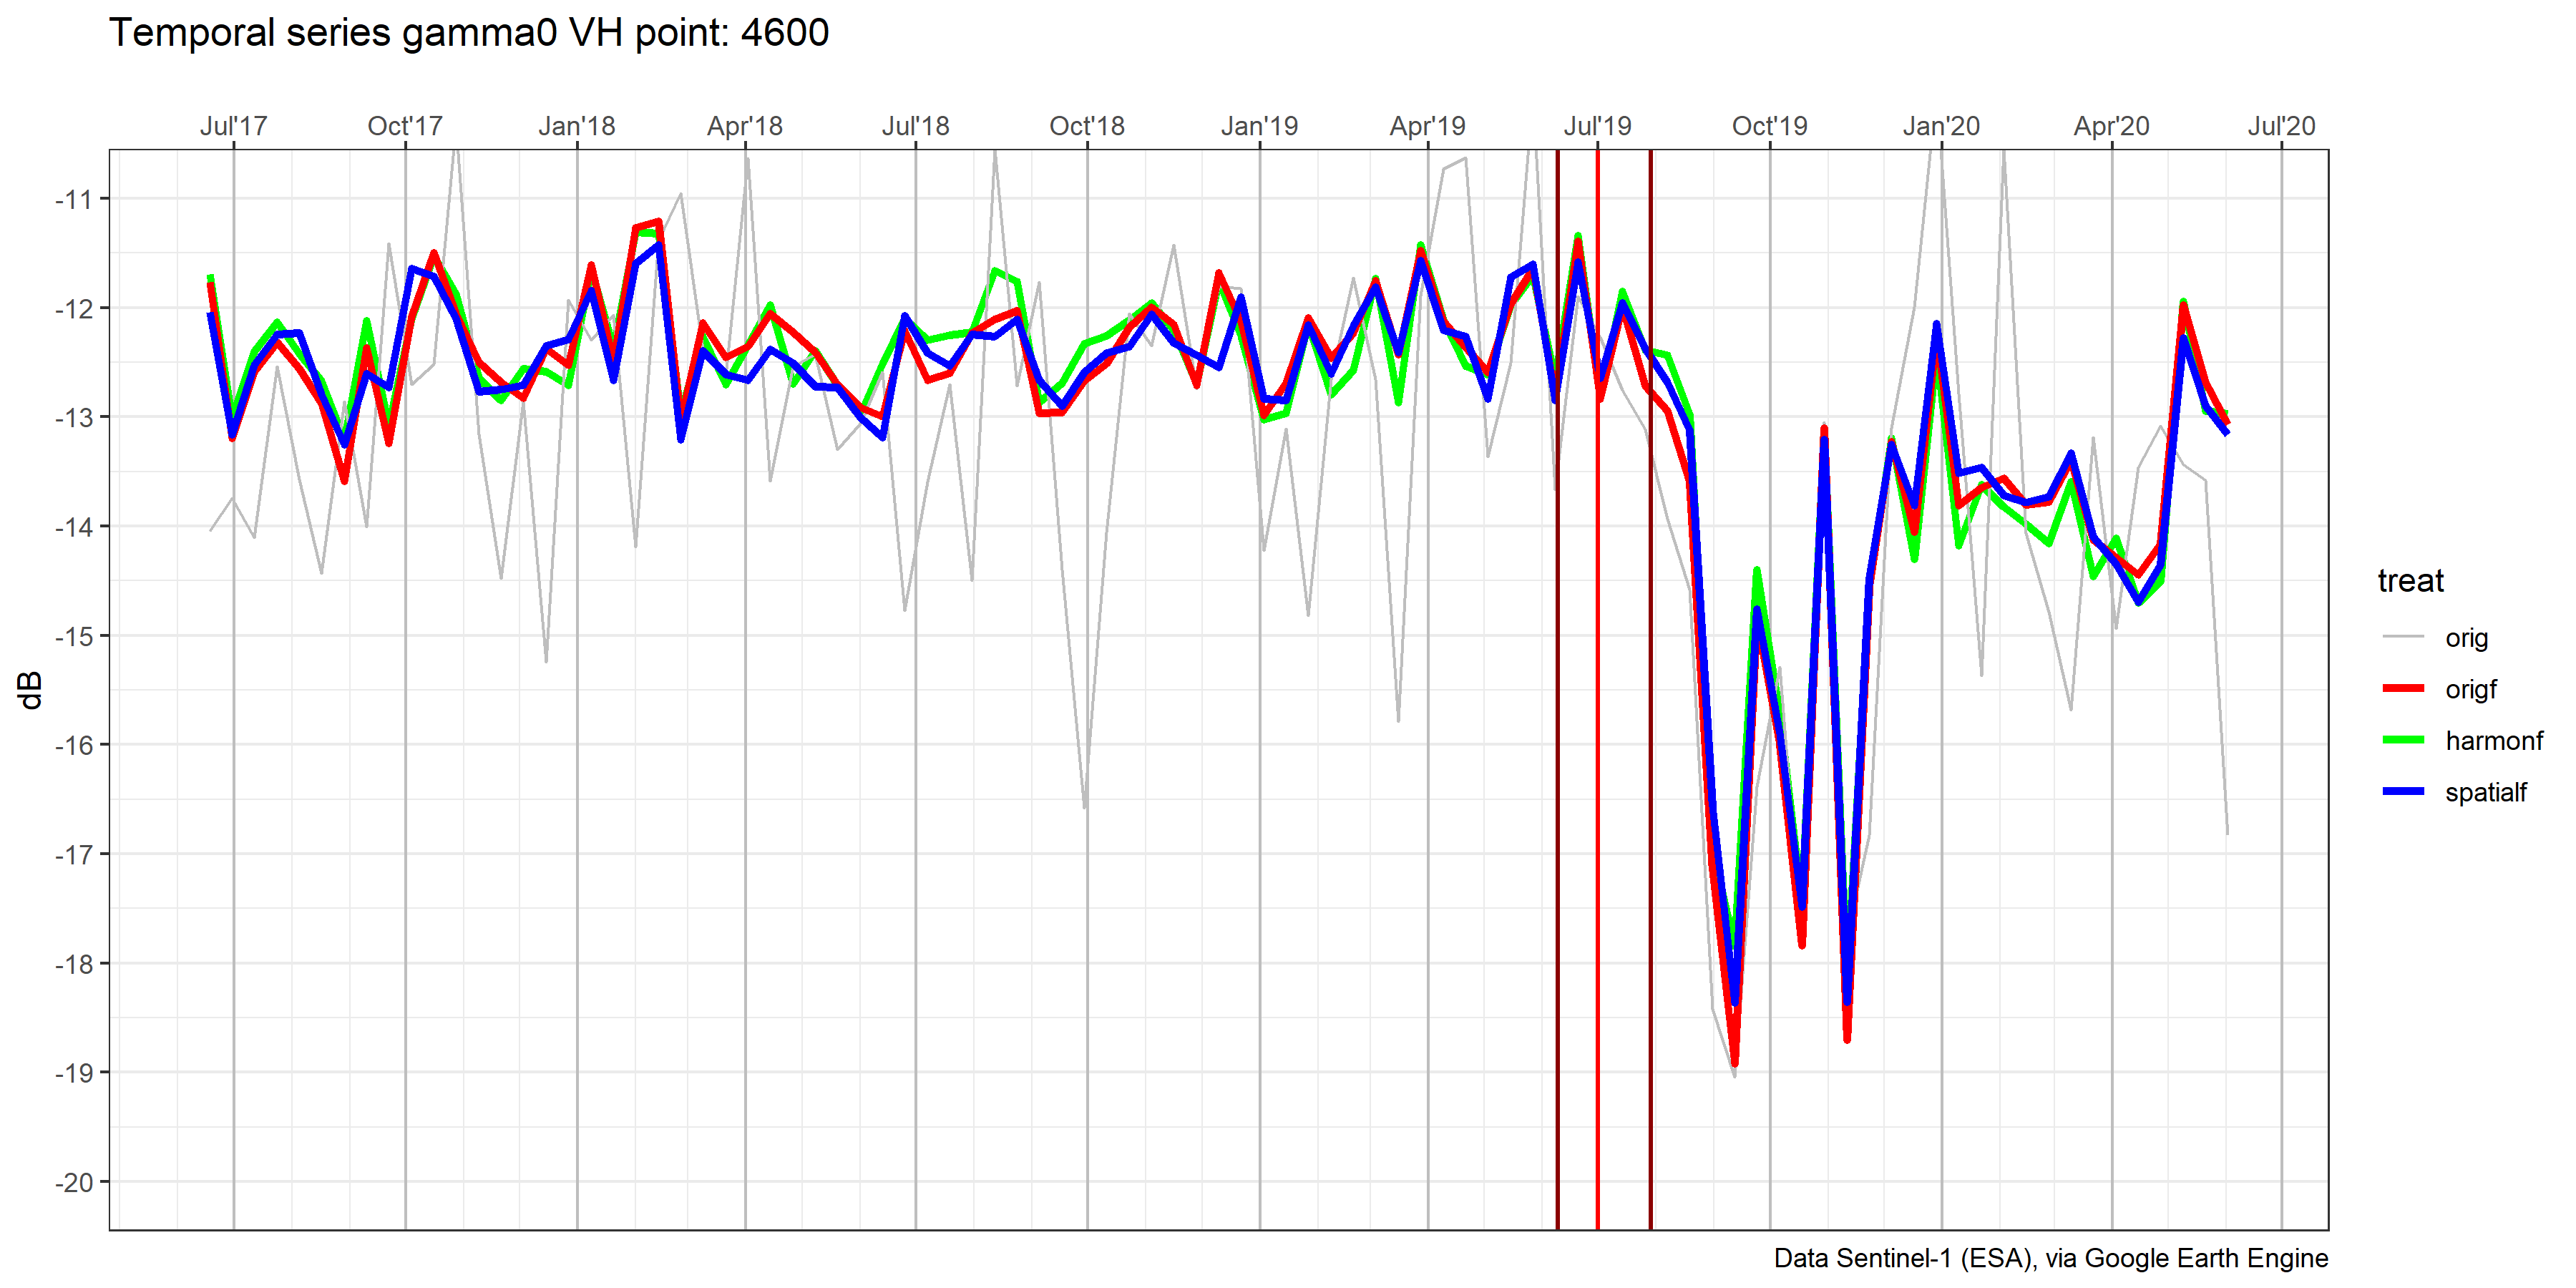 Temporal series gamma0 VH point: 4600
Jul'17 Oct'17 Jan'18 Apr'18 Jul'18 Oct'18 Jan'19 Apr'19 Jul'19 Oct'19 Jan'20 Apr'20 Jul'20
-11
-12
-13
-14
-15
-16
-17
-18
-19
-20
dB
treat
orig
origf
harmonf
spatialf
Data Sentinel-1 (ESA), via Google Earth Engine